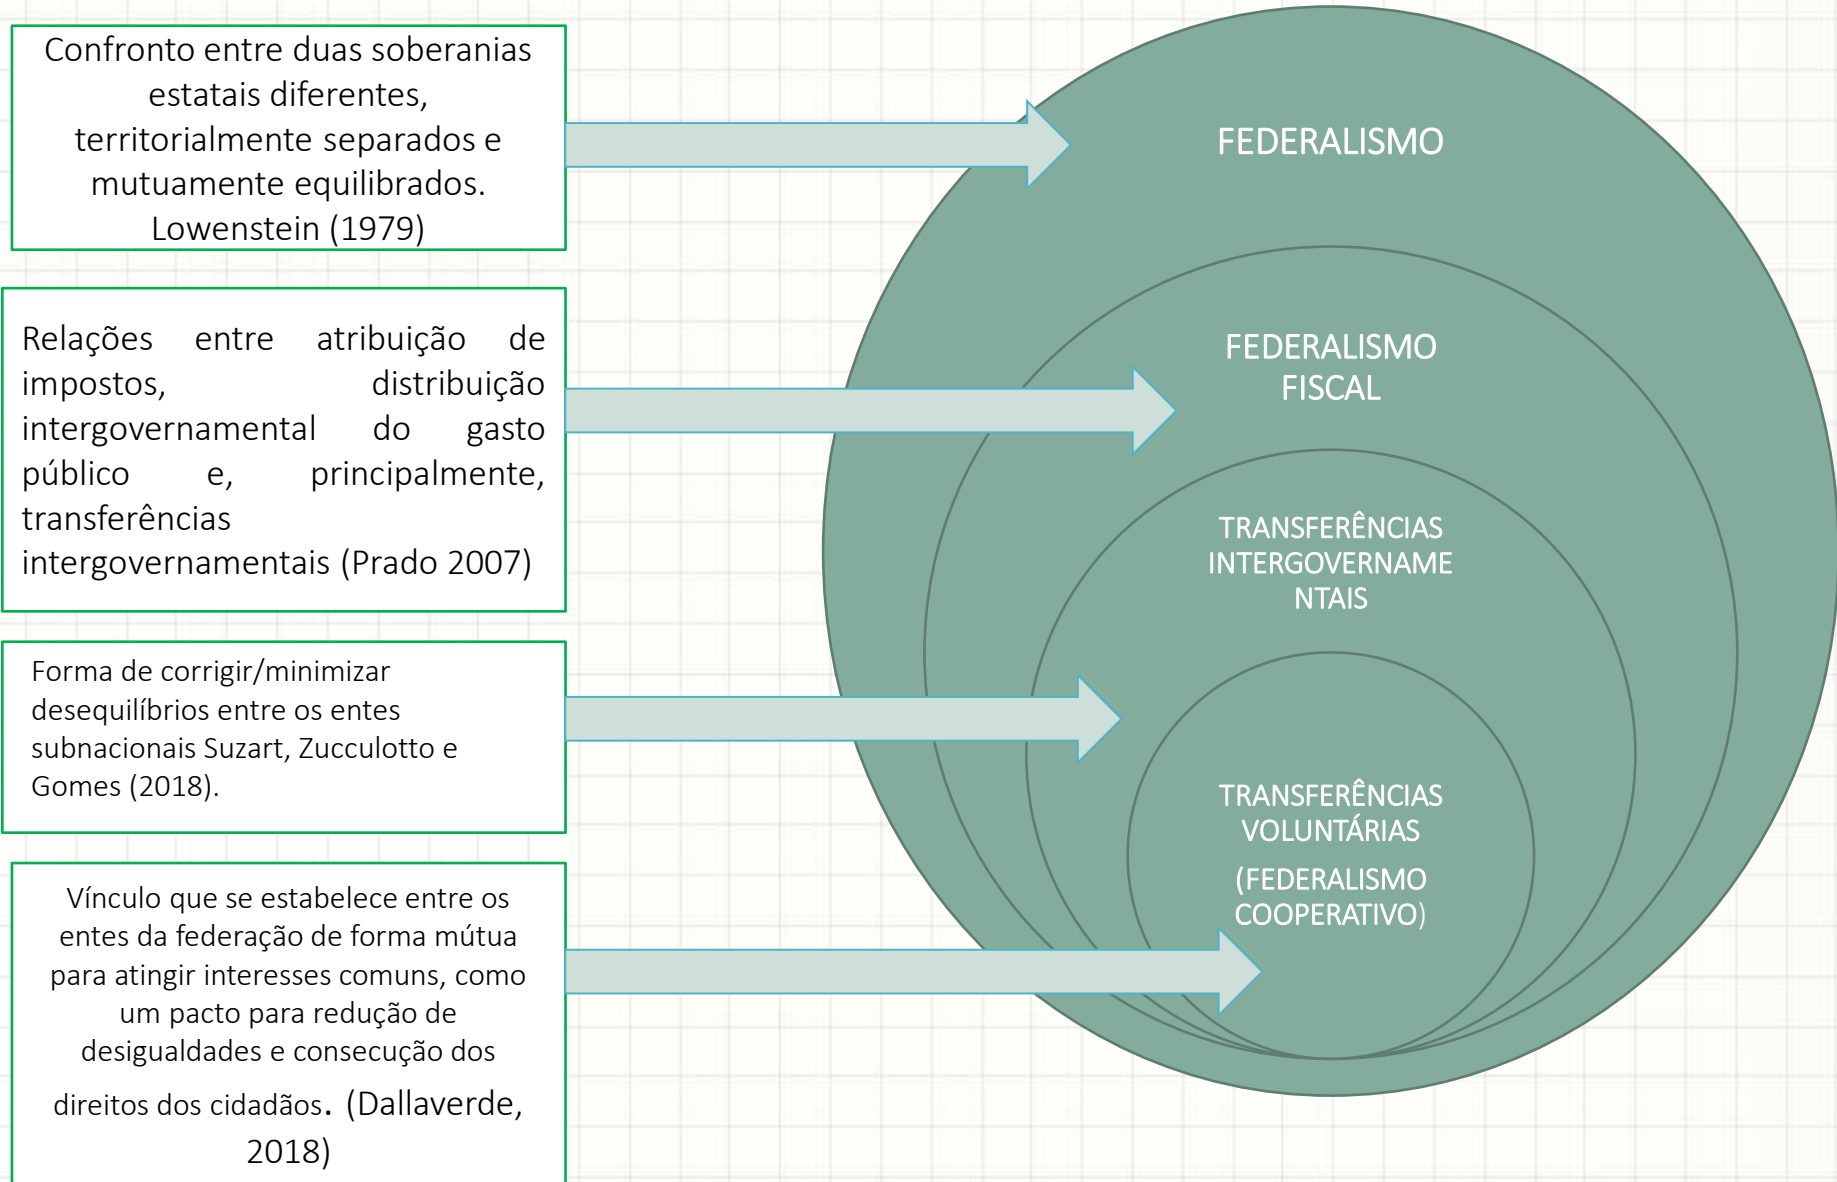 Confronto entre duas soberanias
estatais diferentes,
territorialmente separados e
mutuamente equilibrados.
Lowenstein (1979)
FEDERALISMO
Relações entre atribuição de
impostos, distribuição
intergovernamental do gasto
público e, principalmente,
transferências
intergovernamentais (Prado 2007)
FEDERALISMO
FISCAL
Forma de corrigir/minimizar
desequilíbrios entre os entes
subnacionais Suzart, Zucculotto e
Gomes (2018).
TRANSFERÊNCIAS
INTERGOVERNAME
NTAIS
Vínculo que se estabelece entre os
entes da federação de forma mútua
para atingir interesses comuns, como
um pacto para redução de
desigualdades e consecução dos
direitos dos cidadãos. (Dallaverde,
2018)
TRANSFERÊNCIAS
VOLUNTÁRIAS
(FEDERALISMO
COOPERATIVO)